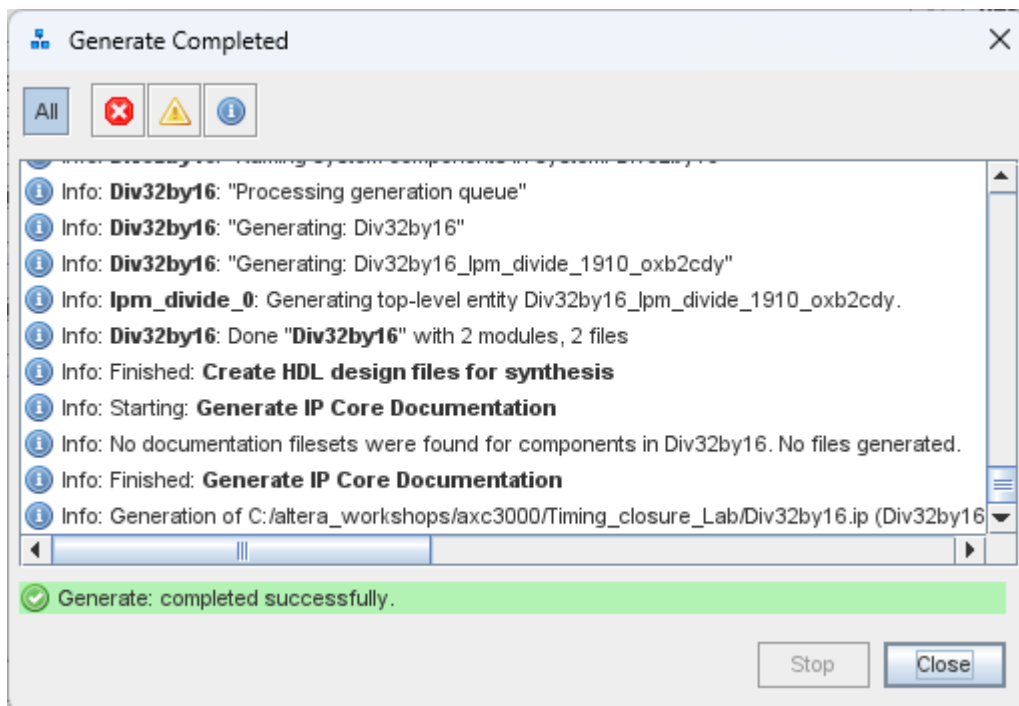 Generate Completed
All
Info: Div32by16: "Processing generation queue"
Info: Div32by16: "Generating: Div32by16"
Info: Div32by16: "Generating: Div32by16_lpm_divide_1910_oxb2cdy"
Info: lpm_divide_0: Generating top-level entity Div32by16_lpm_divide_1910_oxb2cdy.
Info: Div32by16: Done "Div32by16" with 2 modules, 2 files
Info: Finished: Create HDL design files for synthesis
Info: Starting: Generate IP Core Documentation
Info: No documentation filesets were found for components in Div32by16. No files generated.
Info: Finished: Generate IP Core Documentation
Info: Generation of C:/altera_workshops/axc3000/Timing_closure_Lab/Div32by16.ip (Div32by16
Generate: completed successfully.
Stop
Close